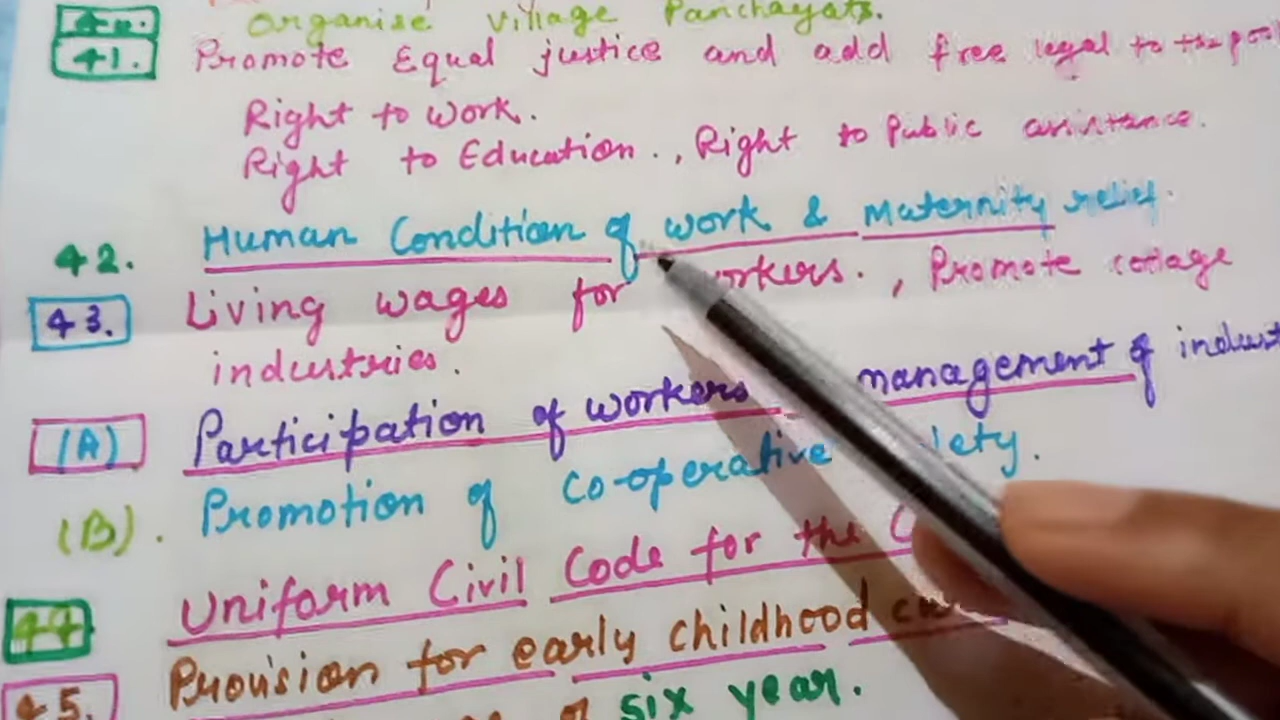 Organise Village Panchayats.
41. Promote Equal justice and add free legal to the
Right to Work.
Right to Education., Right to Public assistance.
42. Human Condition of work & Maternity relief.
43. Living wages for workers., Promote cottage
industries.
(A) Participation of workers management of
(B). Promotion of Co-operative
44 Uniform Civil Code for the
45. Provision for early childhood
six year.